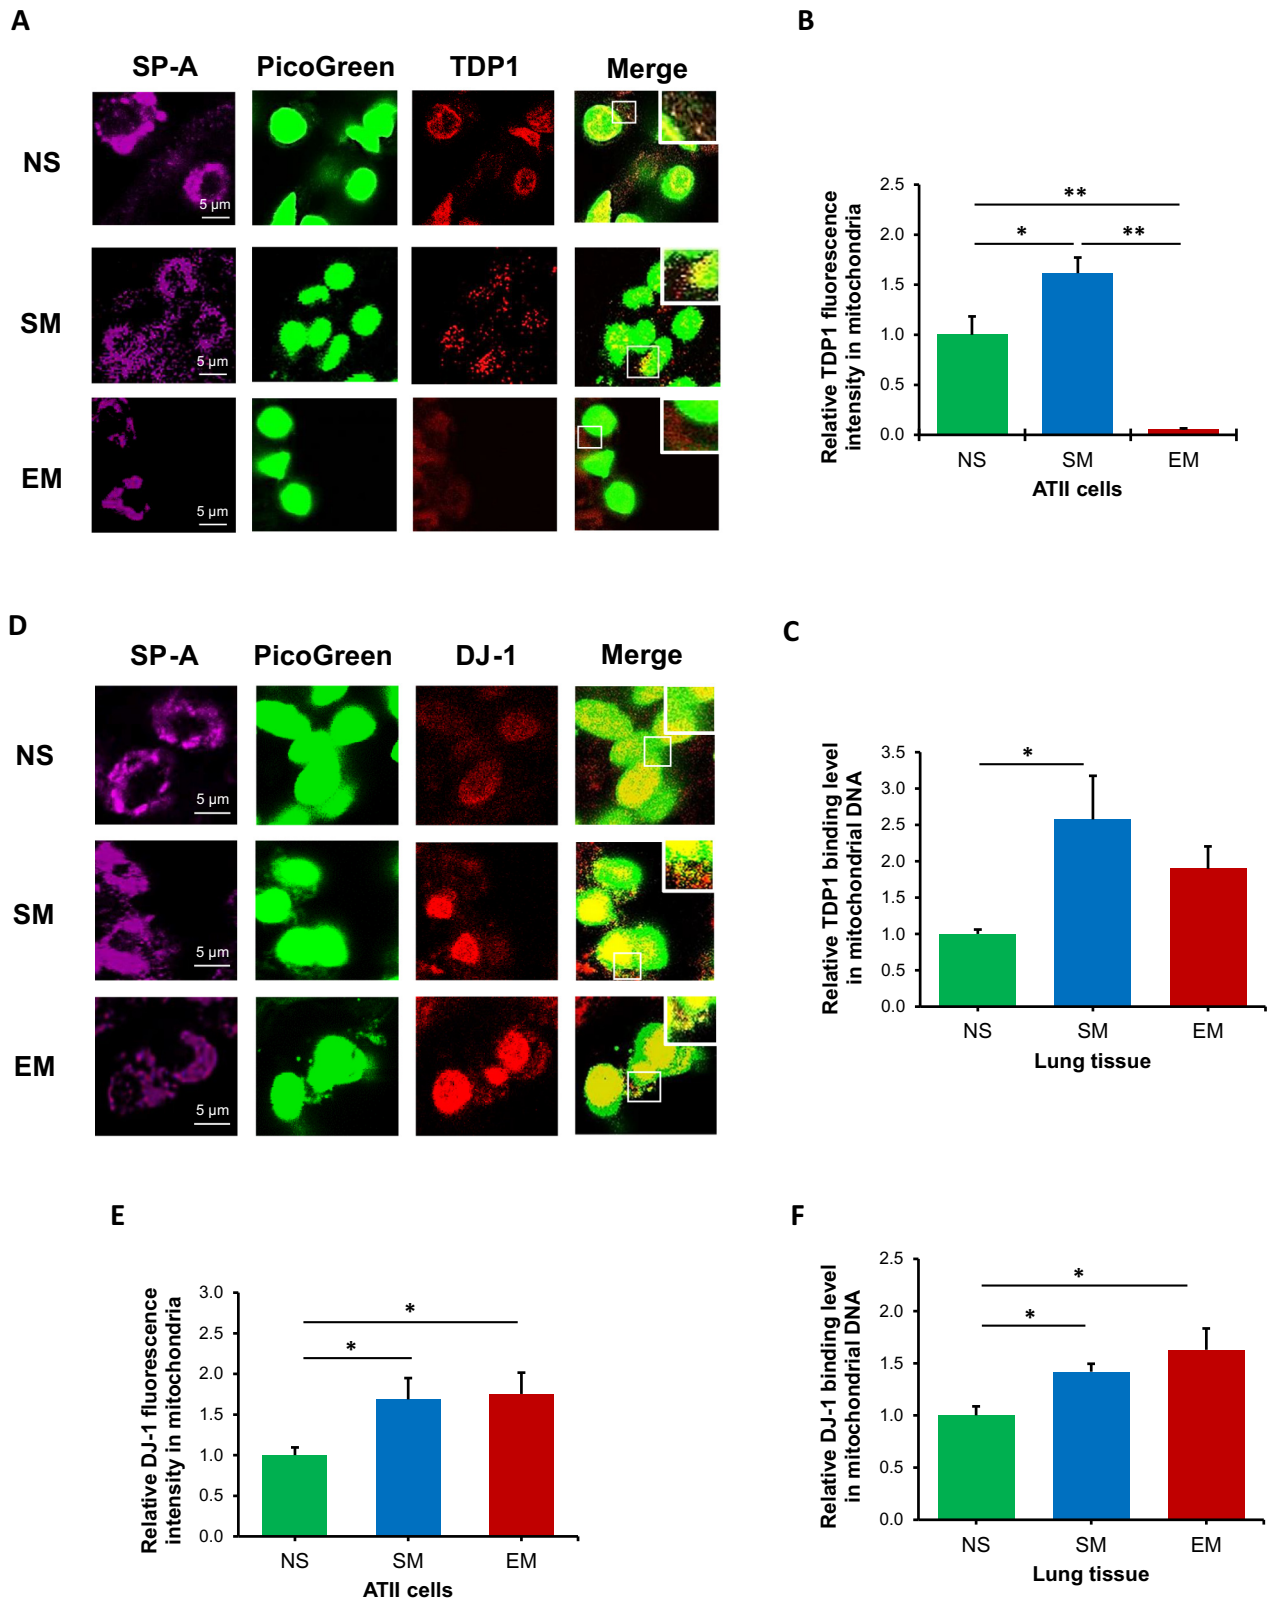 A
SP-A PicoGreen TDP1 Merge
NS
5 µm
SM
5 µm
EM
5 µm
B
Relative TDP1 fluorescence
intensity in mitochondria
2.5
2.0
1.5
1.0
0.5
0.0
**
* **
NS SM EM
ATII cells
D
SP-A PicoGreen DJ-1 Merge
NS
5 µm
SM
5 µm
EM
5 µm
C
Relative TDP1 binding level
in mitochondrial DNA
3.5
3.0
2.5
2.0
1.5
1.0
0.5
0.0
*
NS SM EM
Lung tissue
E
Relative DJ-1 fluorescence
intensity in mitochondria
3.0
2.5
2.0
1.5
1.0
0.5
0.0
*
*
NS SM EM
ATII cells
F
Relative DJ-1 binding level
in mitochondrial DNA
2.5
2.0
1.5
1.0
0.5
0.0
*
*
NS SM EM
Lung tissue